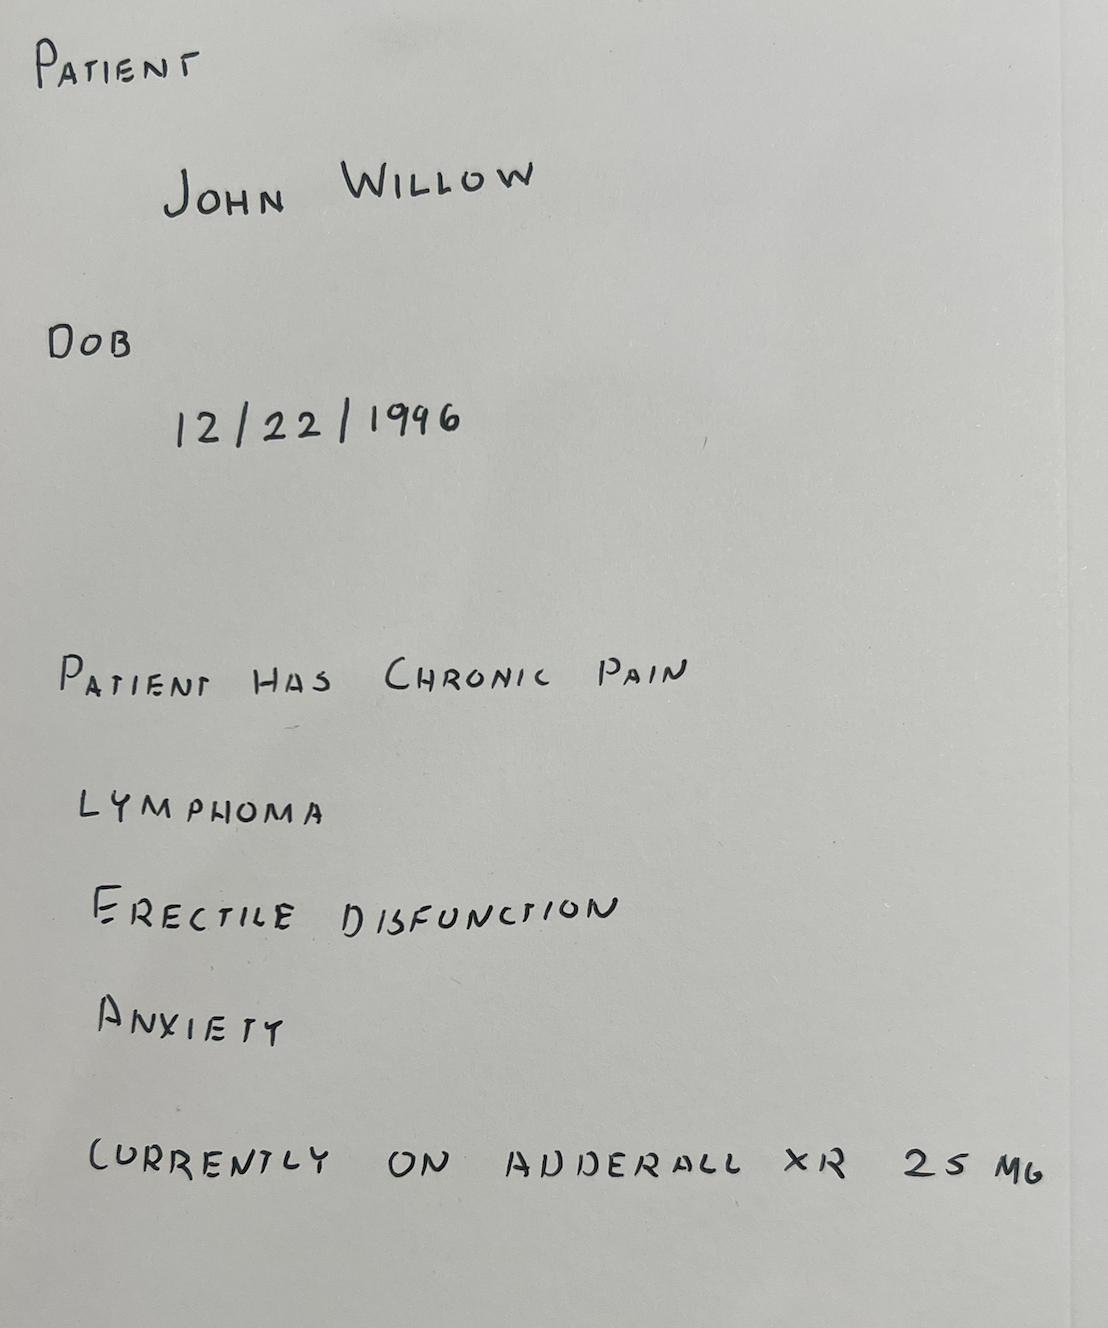 PATIENT
JOHN WILLOW
DOB
12/22/1996
PATIENT HAS CHRONIC PAIN
LYMPHOMA
ERECTILE DISFUNCTION
ANXIETY
CURRENTLY ON ADDERALL XR 25 MG